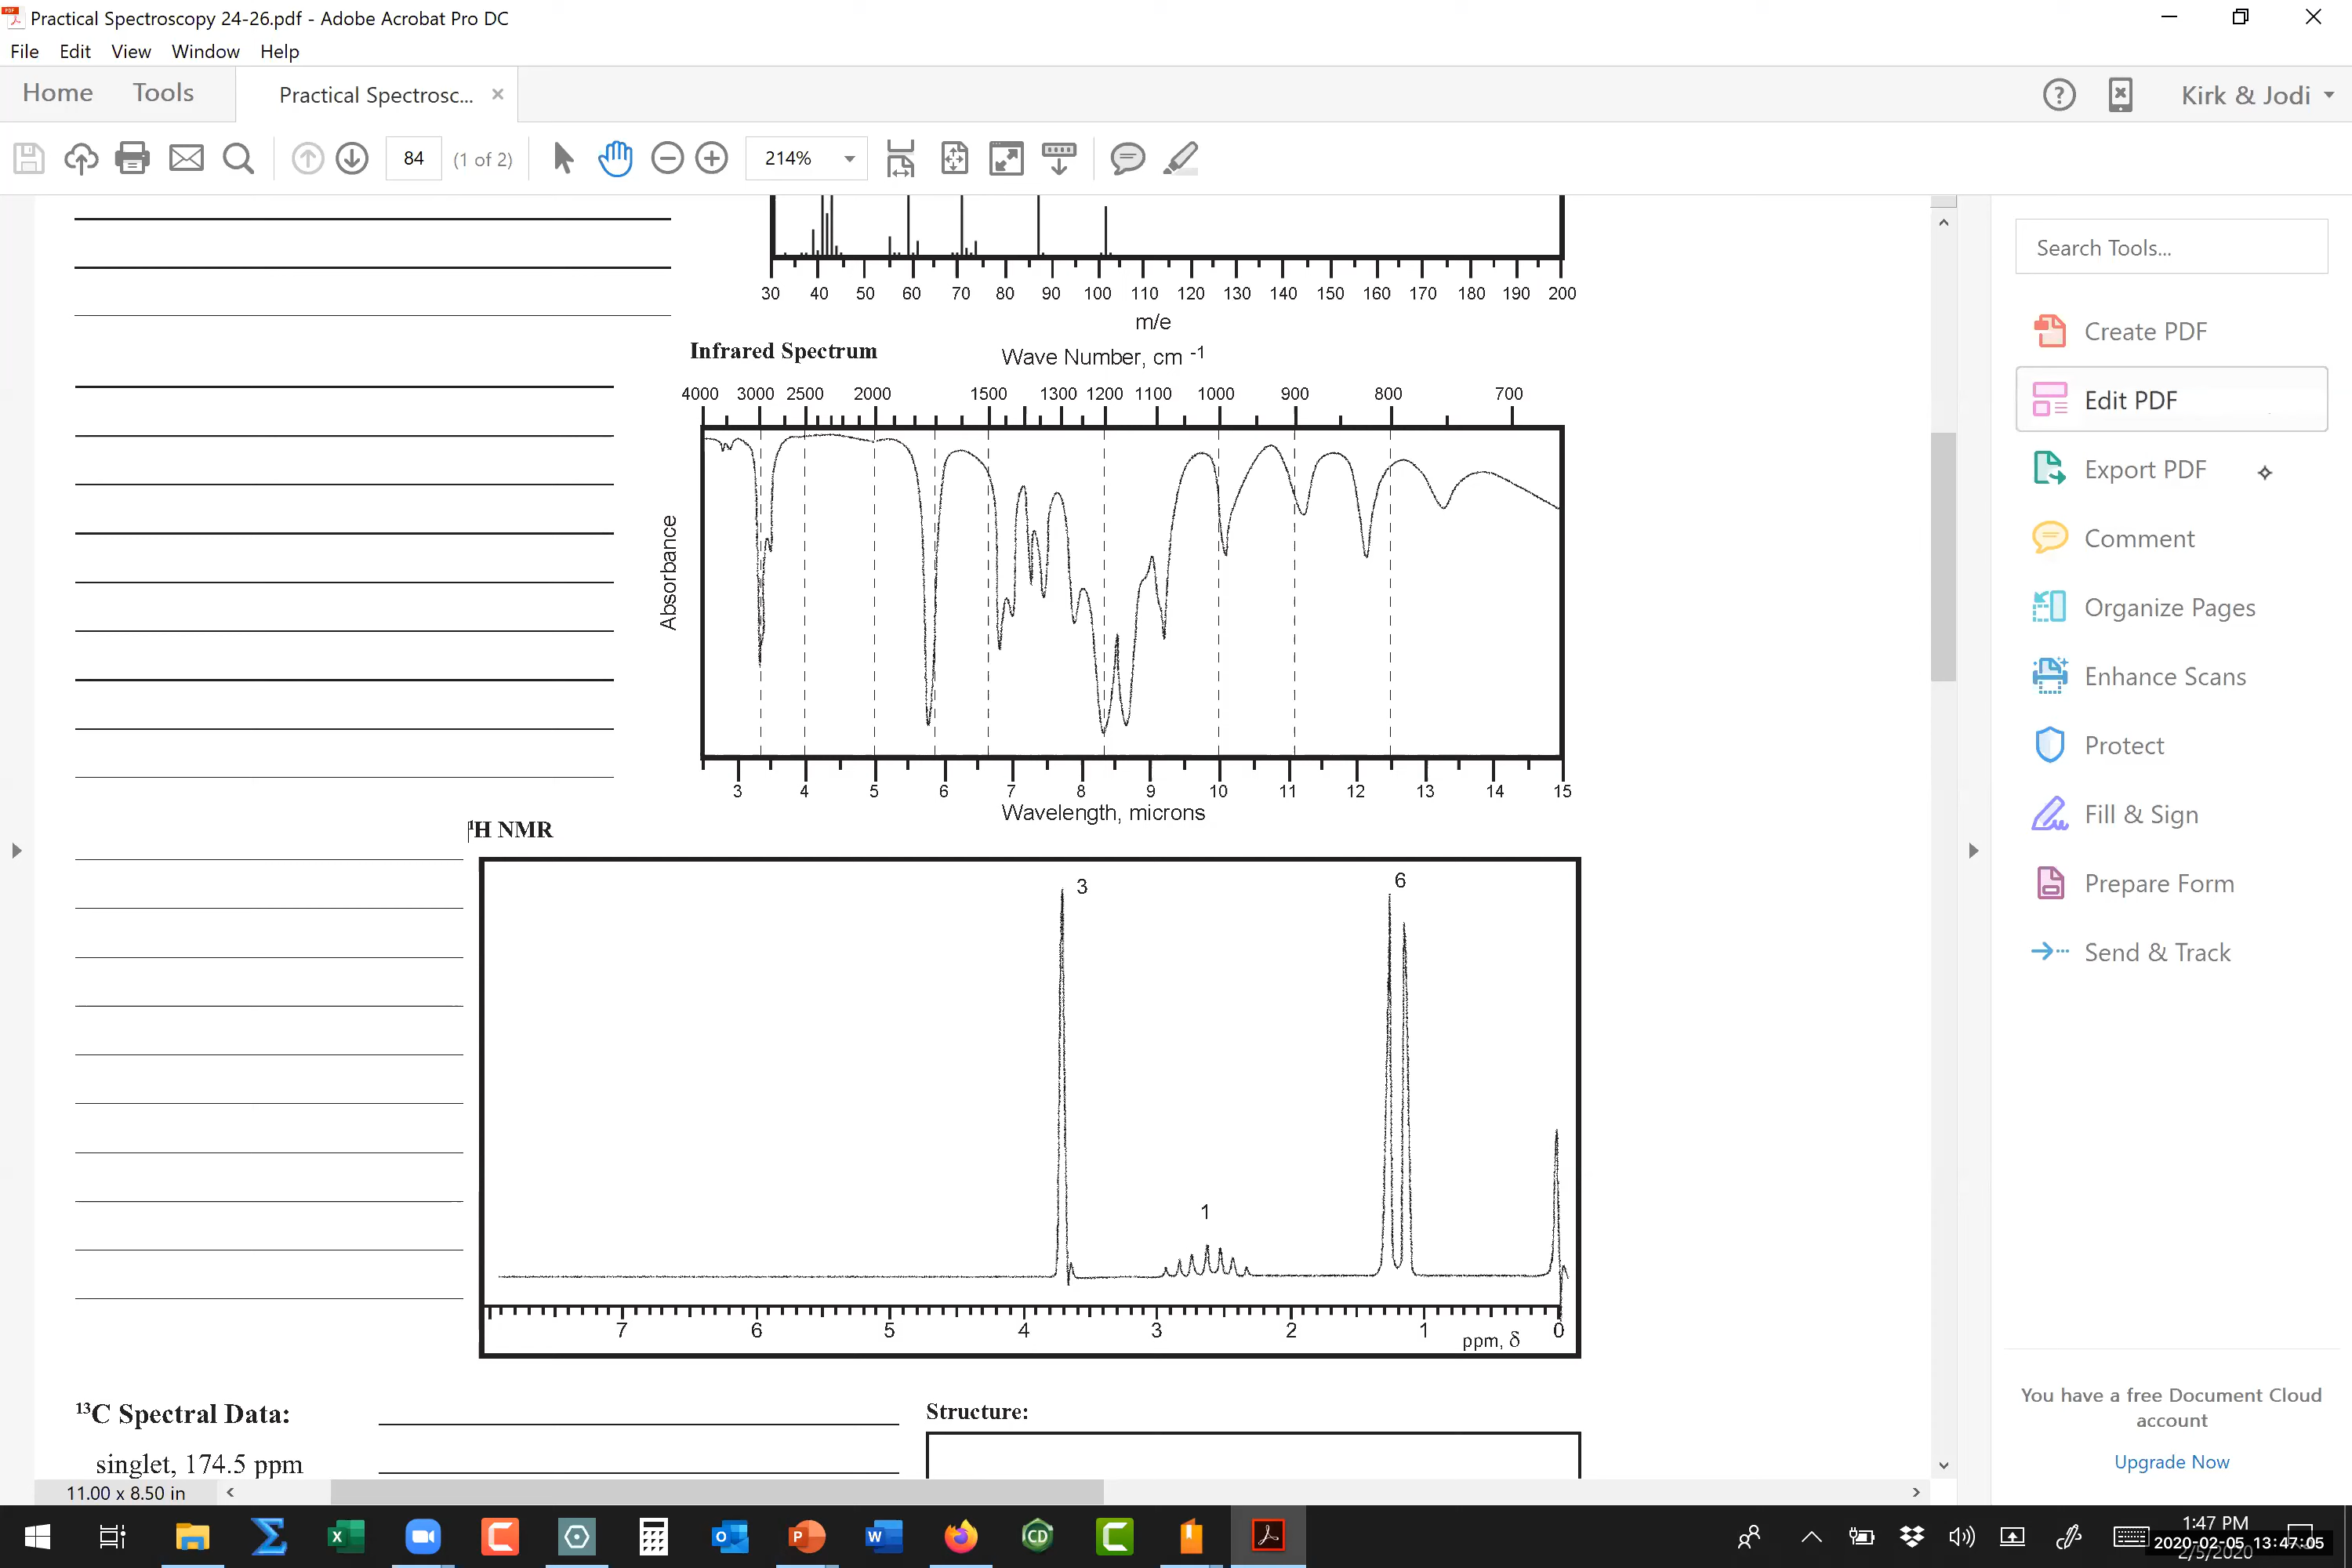 Practical Spectroscopy 24-26.pdf - Adobe Acrobat Pro DC
File Edit View Window Help
Home Tools Practical Spectrosc... Kirk & Jodi
84 (1 of 2) 214%
30 40 50 60 70 80 90 100 110 120 130 140 150 160 170 180 190 200
m/e
Infrared Spectrum Wave Number, cm -1
4000 3000 2500 2000 1500 1300 1200 1100 1000 900 800 700
Absorbance
3 4 5 6 7 8 9 10 11 12 13 14 15
Wavelength, microns
1H NMR
3 6
1
7 6 5 4 3 2 1 0
ppm, δ
13C Spectral Data: Structure:
singlet, 174.5 ppm
11.00 x 8.50 in
Search Tools...
Create PDF
Edit PDF
Export PDF
Comment
Organize Pages
Enhance Scans
Protect
Fill & Sign
Prepare Form
Send & Track
You have a free Document Cloud
account
Upgrade Now
1:47 PM
2/5/2020
2020-02-05 13:47:05